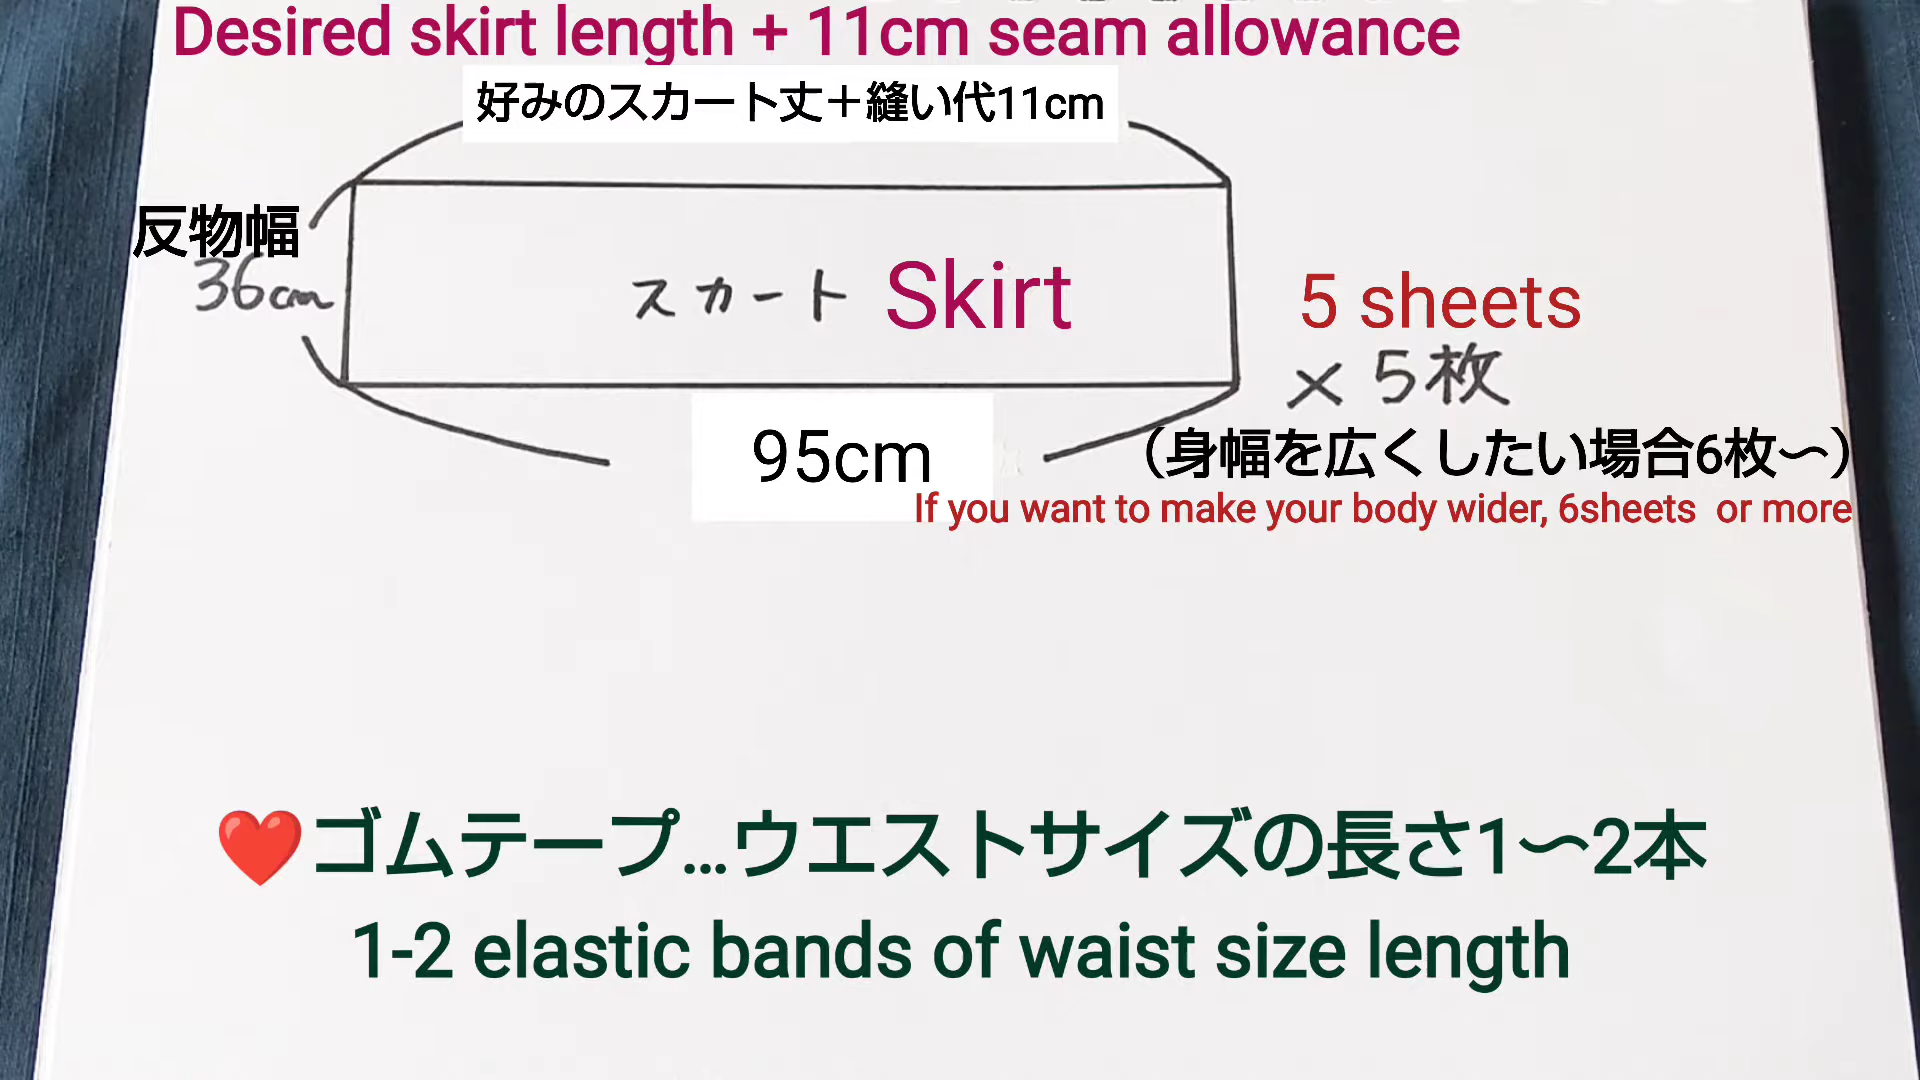 Desired skirt length + 11cm seam allowance
好みのスカート丈＋縫い代11cm
反物幅
36cm
スカート Skirt
5 sheets
×5枚
95cm
（身幅を広くしたい場合6枚〜）
If you want to make your body wider, 6sheets or more
❤️ゴムテープ…ウエストサイズの長さ1〜2本
1-2 elastic bands of waist size length